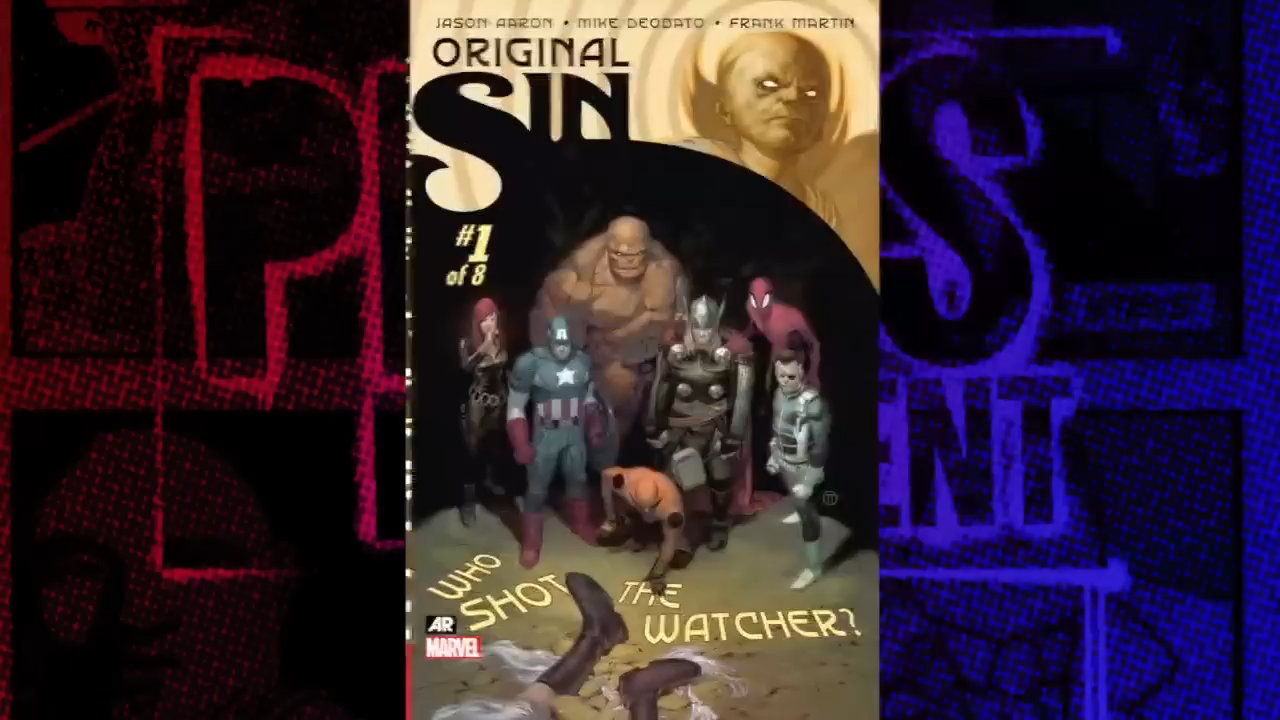 JASON AARON • MIKE DEODATO • FRANK MARTIN
ORIGINAL
SIN
#1
of 8
WHO
SHOT THE
WATCHER?
AR
MARVEL